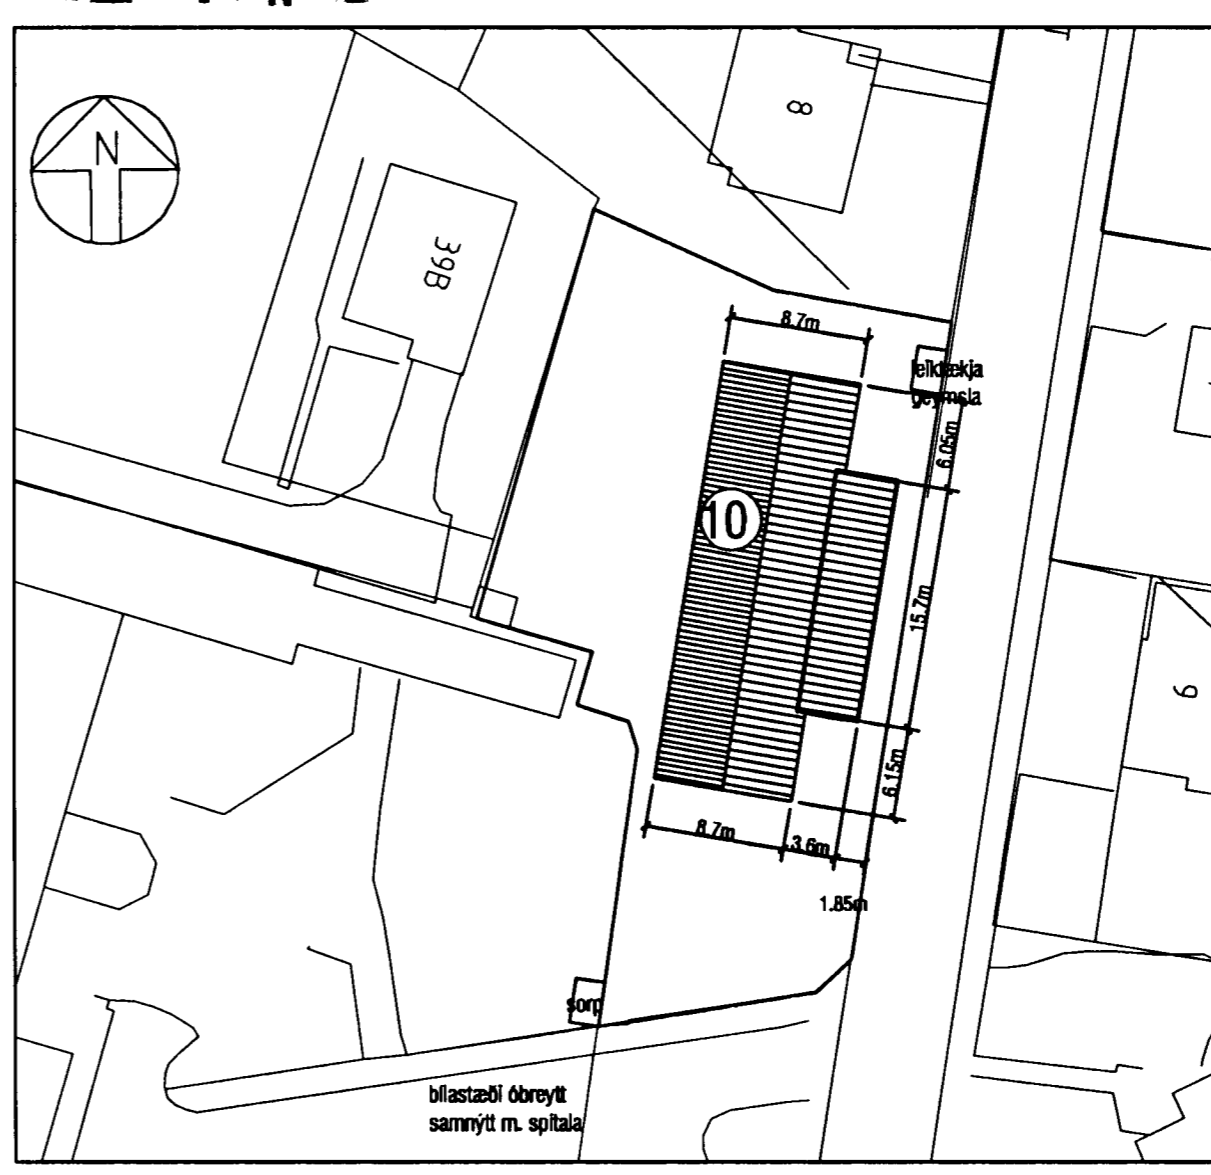 N
8
39B
8.7m
leiktækja
geymsla
6.05m
10
15.7m
6.15m
8.7m
3.6m
1.85m
sorp
bílastæði óbreytt
samnýtt m. spítala